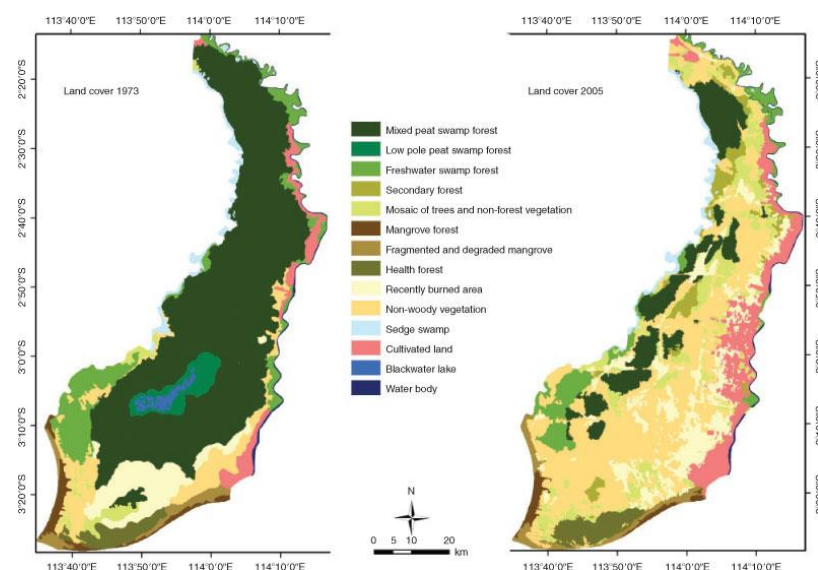 113°40'0"E 113°50'0"E 114°0'0"E 114°10'0"E
113°40'0"E 113°50'0"E 114°0'0"E 114°10'0"E
Land cover 1973
Land cover 2005
2°20'0"S
2°30'0"S
2°40'0"S
2°50'0"S
3°0'0"S
3°10'0"S
3°20'0"S
Mixed peat swamp forest
Low pole peat swamp forest
Freshwater swamp forest
Secondary forest
Mosaic of trees and non-forest vegetation
Mangrove forest
Fragmented and degraded mangrove
Health forest
Recently burned area
Non-woody vegetation
Sedge swamp
Cultivated land
Blackwater lake
Water body
N
0 5 10 20
km
113°40'0"E 113°50'0"E 114°0'0"E 114°10'0"E
113°40'0"E 113°50'0"E 114°0'0"E 114°10'0"E